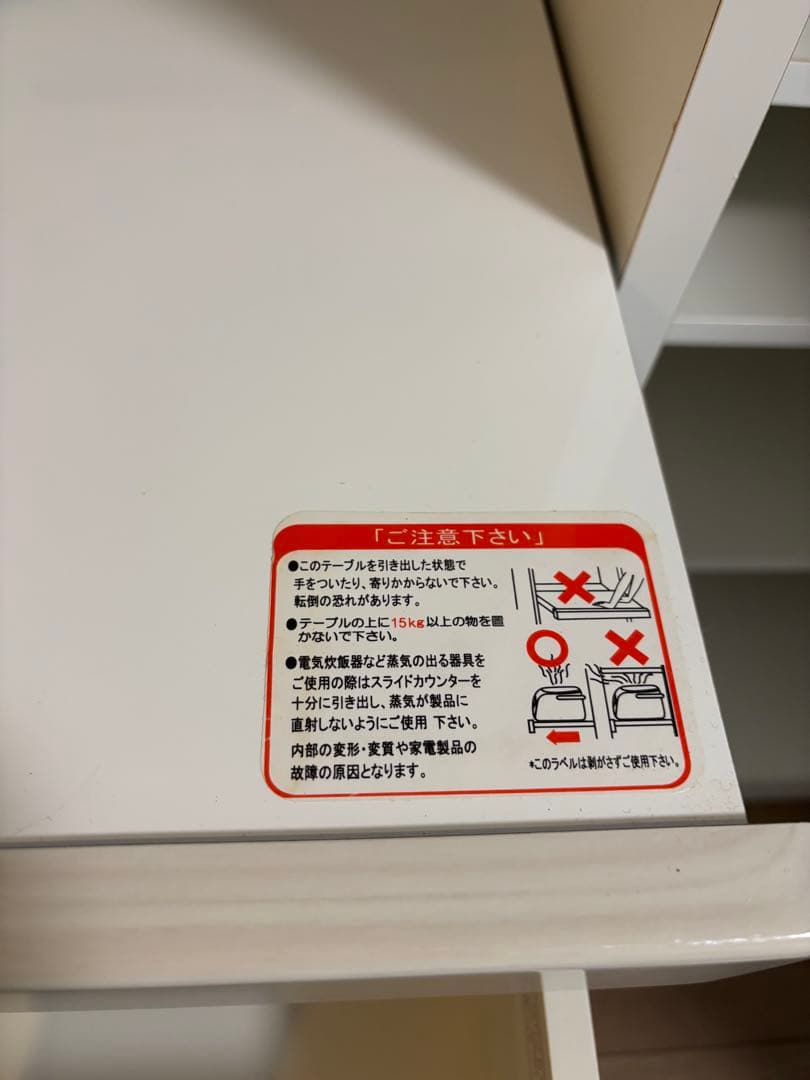 「ご注意下さい」
●このテーブルを引き出した状態で
手をついたり、寄りかからないで下さい。
転倒の恐れがあります。
●テーブルの上に15kg以上の物を置
かないで下さい。
●電気炊飯器など蒸気の出る器具を
ご使用の際はスライドカウンターを
十分に引き出し、蒸気が製品に
直射しないようにご使用 下さい。
内部の変形・変質や家電製品の
故障の原因となります。
*このラベルは剥がさずご使用下さい。